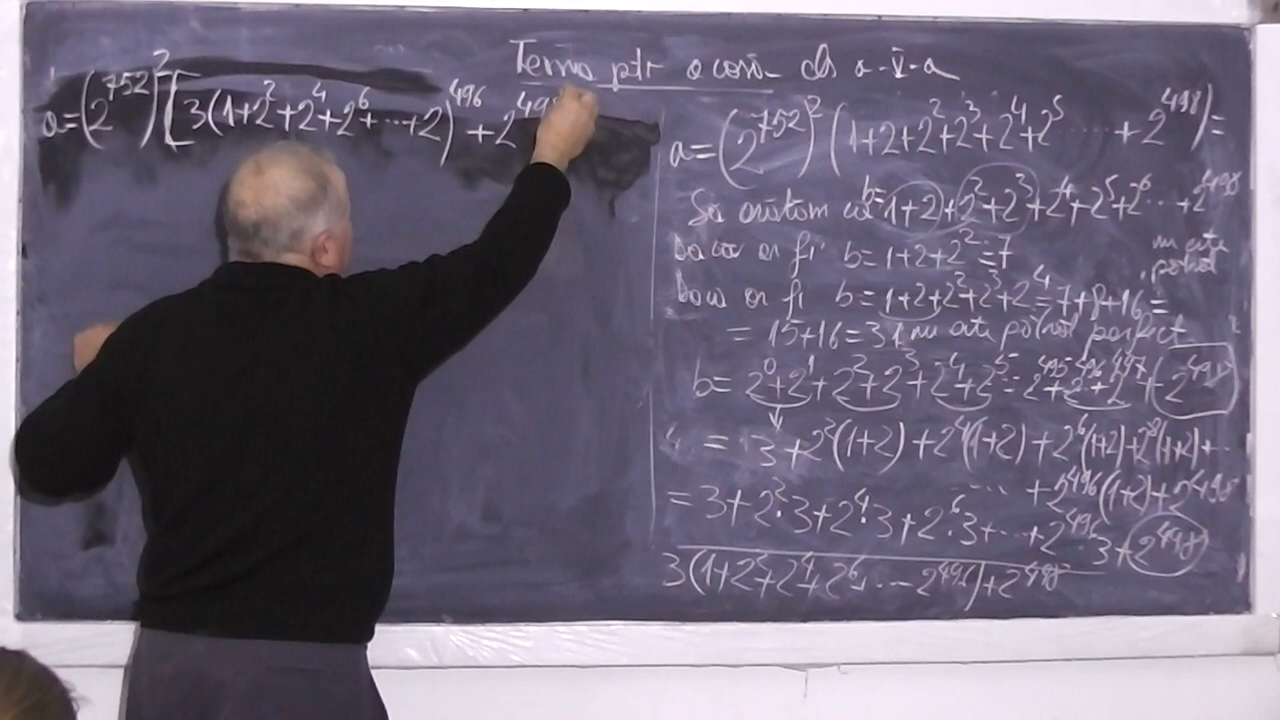 Tema ptr acasă cls a-V-a
a=(2^752)^2 [3(1+2^2+2^4+2^6+...+2)^496+2^498
a=(2^752)^2 (1+2+2^2+2^3+2^4+2^5 ... +2^498)=
Să arătăm că b=1+2+2^2+2^3+2^4+2^5+2^6...+2^498
Daca ar fi b=1+2+2^2=7 nu este pătrat
Daca ar fi b=1+2+2^2+2^3+2^4=7+8+16=
=15+16=31 nu este pătrat perfect
b=2^0+2^1+2^2+2^3+2^4+2^5...2^495+2^496+2^497+2^498
=3+2^2(1+2)+2^4(1+2)+2^6(1+2)+2^8(1+2)+...
... +2^496(1+2)+2^498
=3+2^2·3+2^4·3+2^6·3+...+2^496·3+2^498
3(1+2^2+2^4+2^6...2^496)+2^498